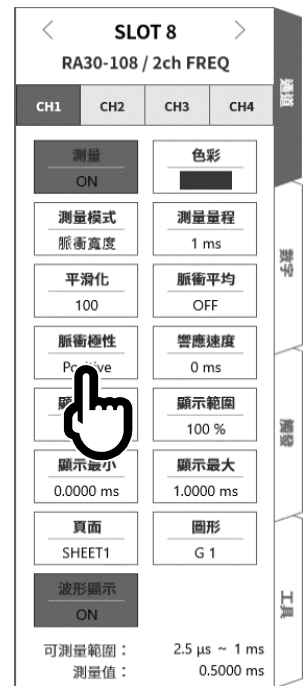 SLOT 8
RA30-108 / 2ch FREQ
CH1 CH2 CH3 CH4
測量 色彩
ON
測量模式 測量量程
脈衝寬度 1 ms
平滑化 脈衝平均
100 OFF
脈衝極性 響應速度
0 ms
顯示範圍
100 %
顯示最小 顯示最大
0.0000 ms 1.0000 ms
頁面 圖形
SHEET1 G 1
波形顯示
ON
可測量範圍： 2.5 μs ~ 1 ms
測量值： 0.5000 ms
通道
數字
觸發
工具